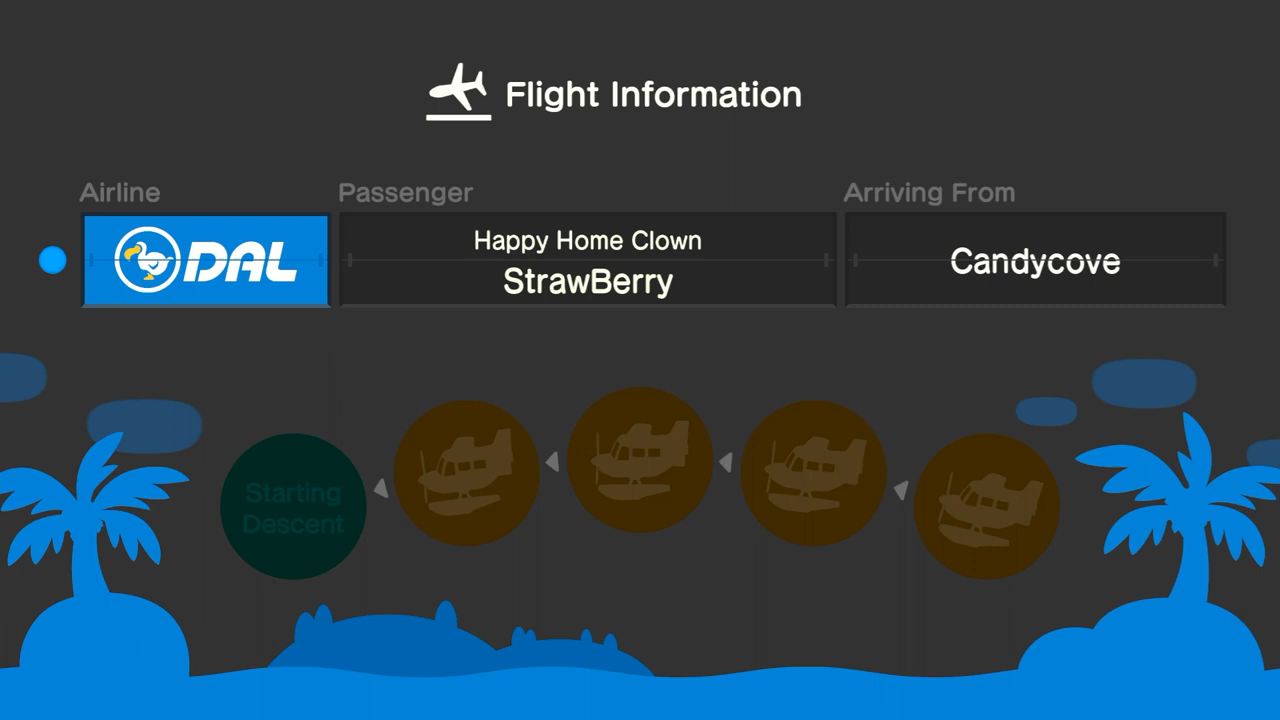 Flight Information
Airline
Passenger
Arriving From
DAL
Happy Home Clown
StrawBerry
Candycove
Starting
Descent